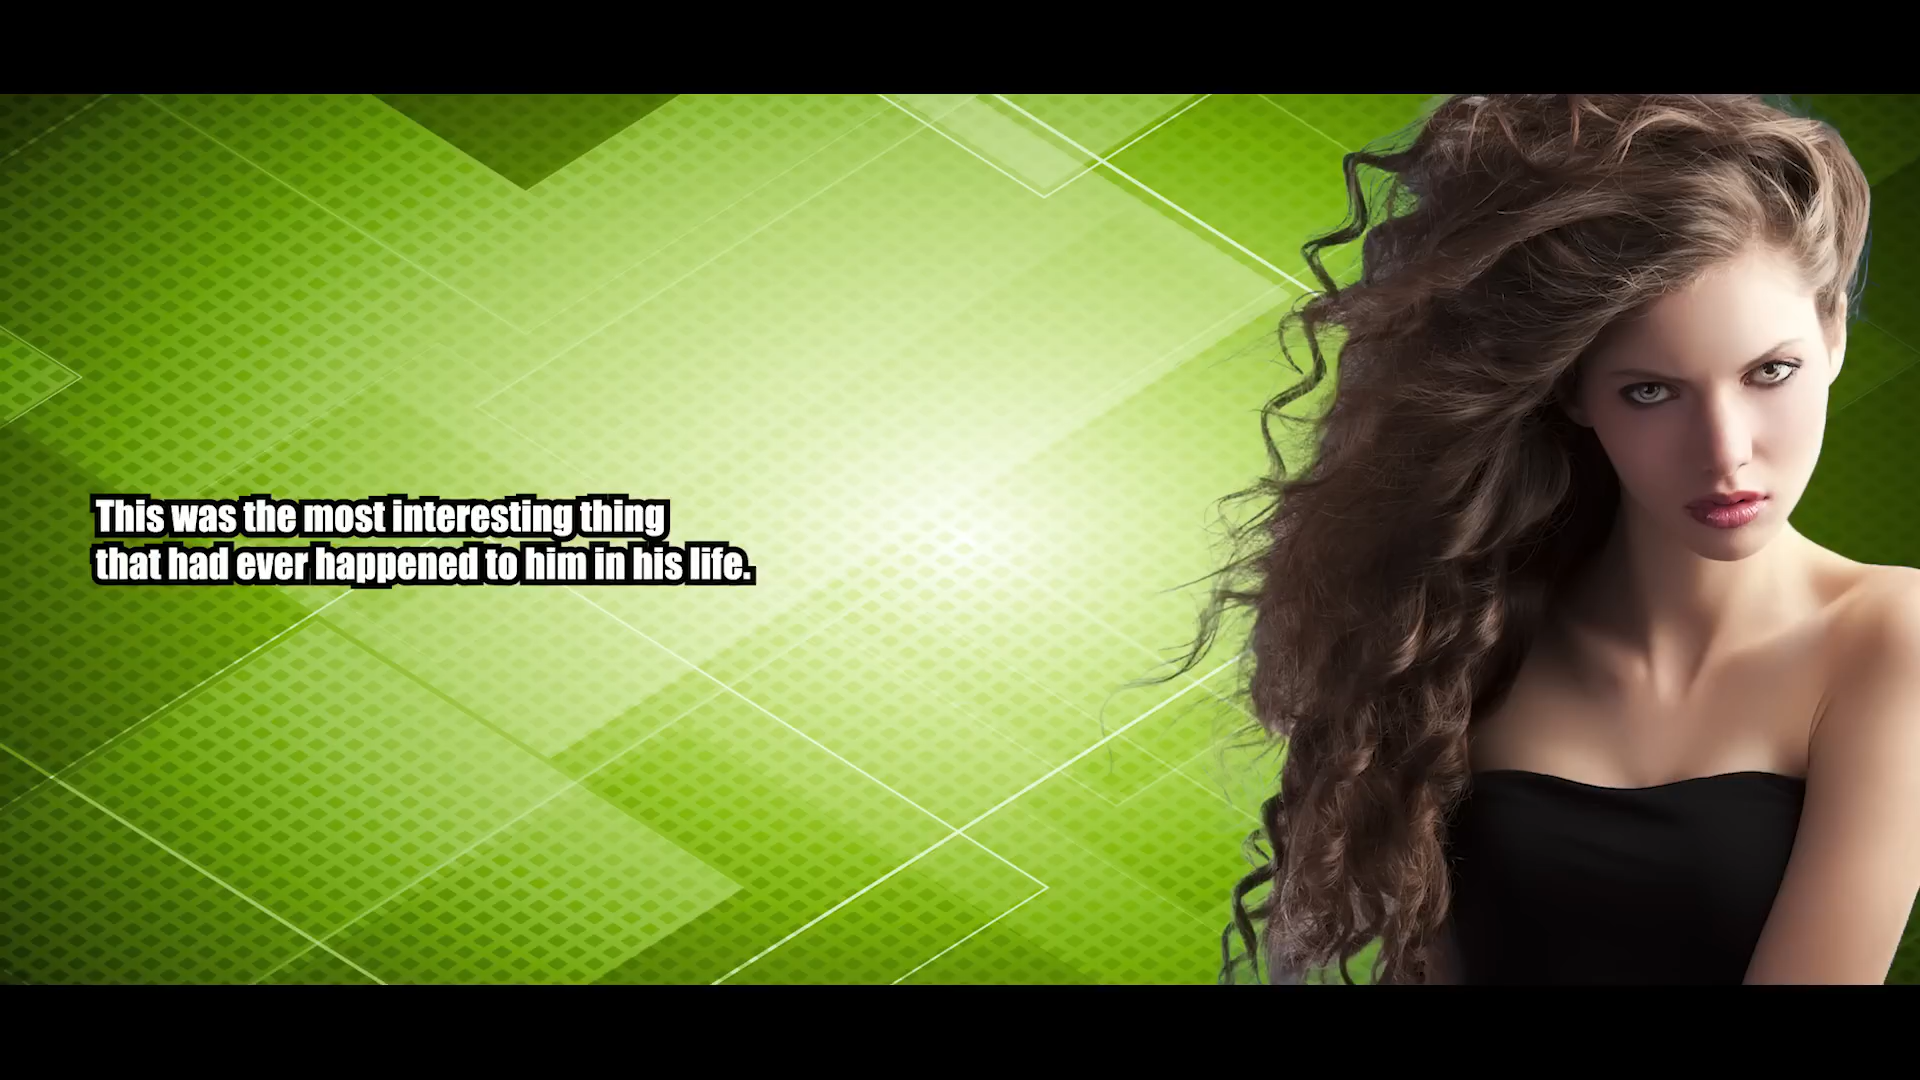 This was the most interesting thing
that had ever happened to him in his life.